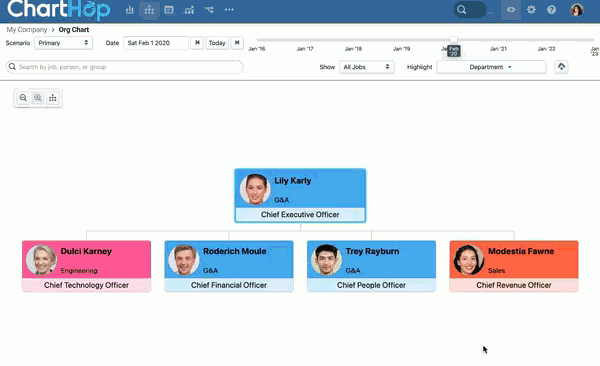 ChartHop
My Company > Org Chart
Scenario Primary Date Sat Feb 1 2020 Today
Jan '16 Jan '17 Jan '18 Jan '19 Feb '20 Jan '21 Jan '22 Jan '23
Search by job, person, or group Show All Jobs Highlight Department
Lily Karly
G&A
Chief Executive Officer
Dulci Karney
Engineering
Chief Technology Officer
Roderich Moule
G&A
Chief Financial Officer
Trey Rayburn
G&A
Chief People Officer
Modestia Fawne
Sales
Chief Revenue Officer